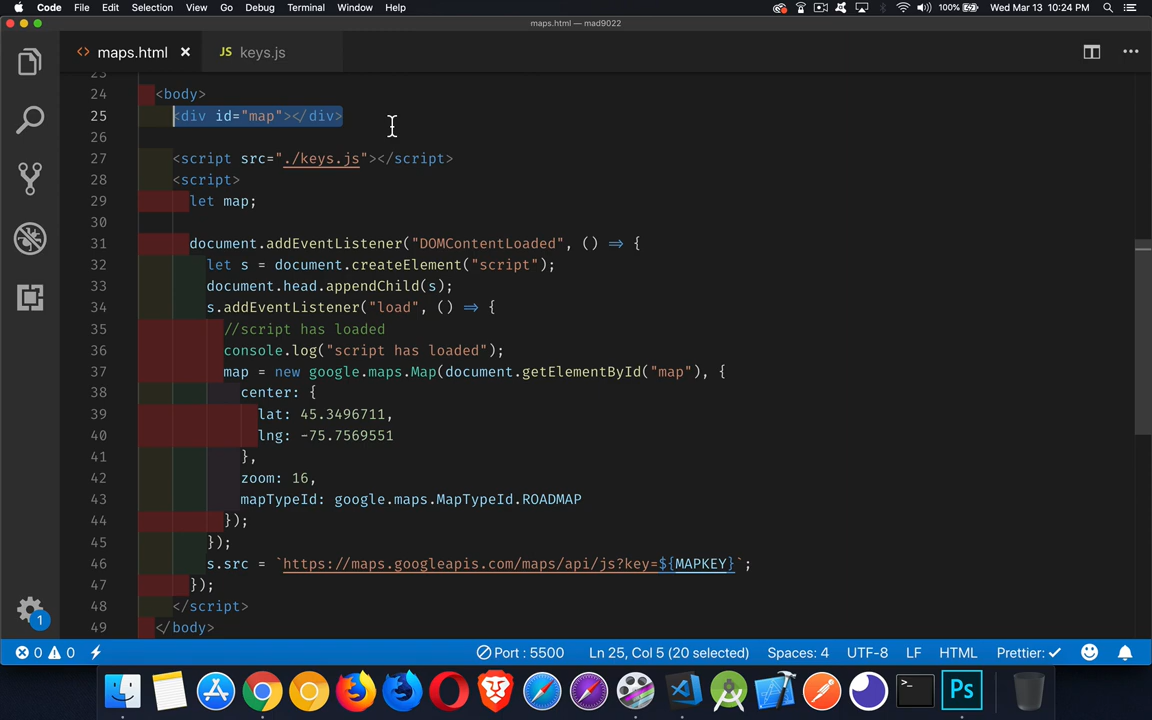 Code File Edit Selection View Go Debug Terminal Window Help 100% Wed Mar 13 10:24 PM
maps.html — mad9022
<> maps.html × JS keys.js
23
24 <body>
25 <div id="map"></div>
26
27 <script src="./keys.js"></script>
28 <script>
29 let map;
30
31 document.addEventListener("DOMContentLoaded", () => {
32 let s = document.createElement("script");
33 document.head.appendChild(s);
34 s.addEventListener("load", () => {
35 //script has loaded
36 console.log("script has loaded");
37 map = new google.maps.Map(document.getElementById("map"), {
38 center: {
39 lat: 45.3496711,
40 lng: -75.7569551
41 },
42 zoom: 16,
43 mapTypeId: google.maps.MapTypeId.ROADMAP
44 });
45 });
46 s.src = `https://maps.googleapis.com/maps/api/js?key=${MAPKEY}`;
47 });
48 </script>
49 </body>
1
0 0 Port : 5500 Ln 25, Col 5 (20 selected) Spaces: 4 UTF-8 LF HTML Prettier: ✓
>_ Ps